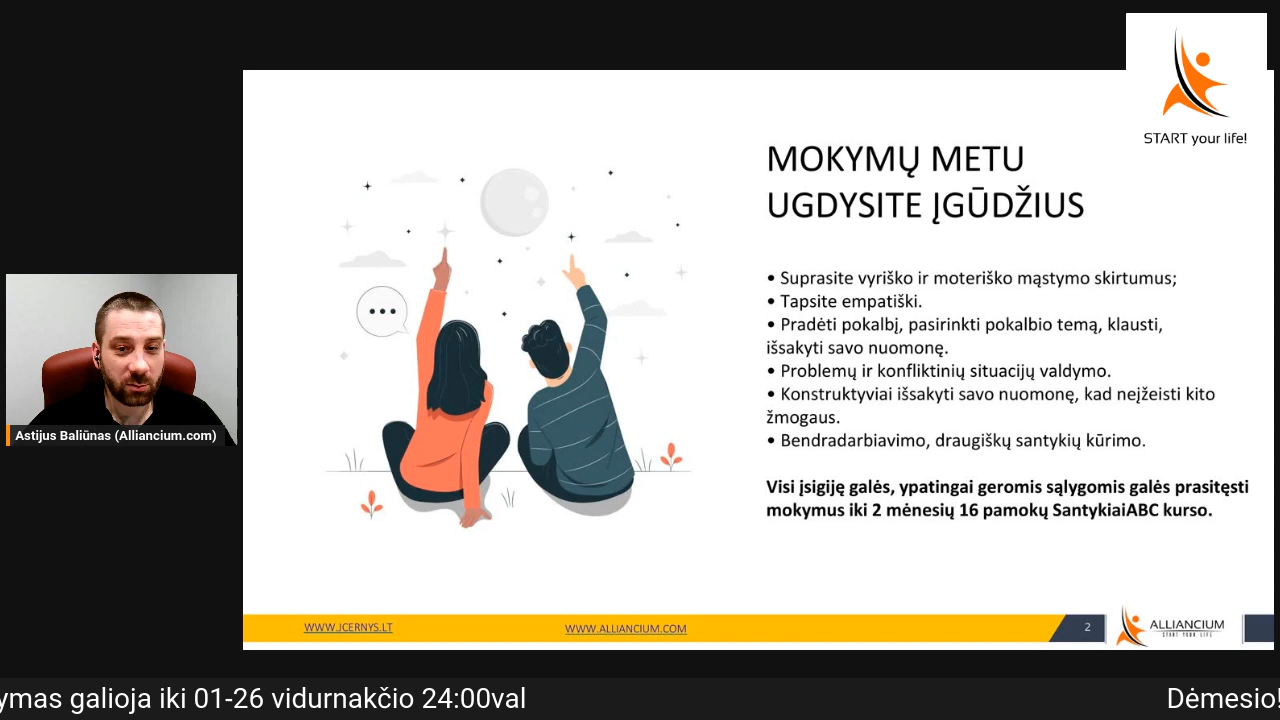 START your life!
MOKYMŲ METU
UGDYSITE ĮGŪDŽIUS
• Suprasite vyriško ir moteriško mąstymo skirtumus;
• Tapsite empatiški.
• Pradėti pokalbį, pasirinkti pokalbio temą, klausti,
išsakyti savo nuomonę.
• Problemų ir konfliktinių situacijų valdymo.
• Konstruktyviai išsakyti savo nuomonę, kad neįžeisti kito
žmogaus.
• Bendradarbiavimo, draugiškų santykių kūrimo.
Visi įsigiję galės, ypatingai geromis sąlygomis galės prasitęsti
mokymus iki 2 mėnesių 16 pamokų SantykiaiABC kurso.
Astijus Baliūnas (Alliancium.com)
WWW.JCERNYS.LT
WWW.ALLIANCIUM.COM
2
ALLIANCIUM
START YOUR LIFE
ymas galioja iki 01-26 vidurnakčio 24:00val
Dėmesio!